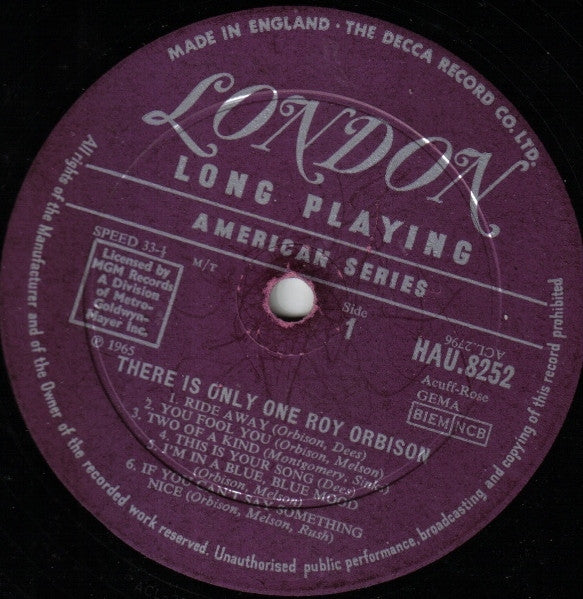 MADE IN ENGLAND · THE DECCA RECORD CO. LTD.
LONDON
LONG PLAYING
AMERICAN SERIES
SPEED 33-⅓
M/T
Licensed by
MGM Records
A Division
of Metro-
Goldwyn-
Mayer Inc.
℗ 1965
Side
1
ACL.2796
HAU.8252
Acuff-Rose
GEMA
BIEM NCB
THERE IS ONLY ONE ROY ORBISON
1. RIDE AWAY (Orbison, Dees)
2. YOU FOOL YOU (Orbison, Melson)
3. TWO OF A KIND (Montgomery, Sink)
4. THIS IS YOUR SONG (Dees)
5. I'M IN A BLUE, BLUE MOOD
(Orbison, Melson)
6. IF YOU CAN'T SAY SOMETHING
NICE (Orbison, Melson, Rush)
All rights of the Manufacturer and of the Owner of the recorded work reserved. Unauthorised public performance, broadcasting and copying of this record prohibited